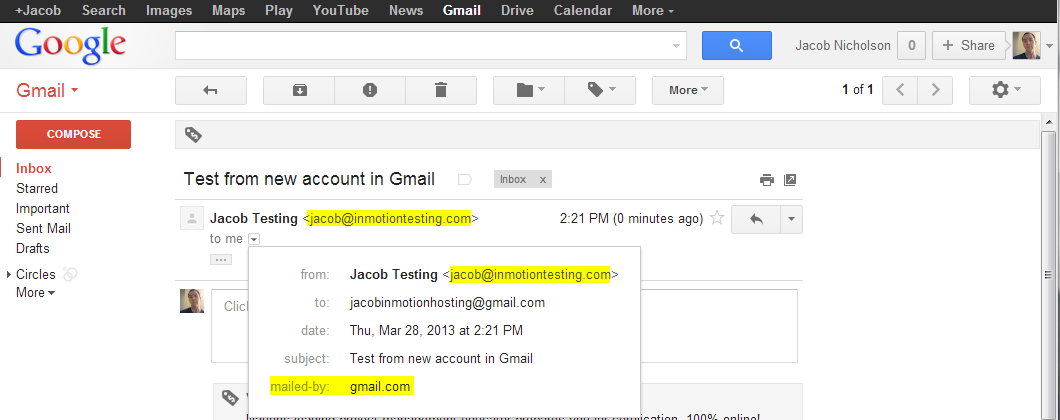 +Jacob Search Images Maps Play YouTube News Gmail Drive Calendar More
Google
Jacob Nicholson 0 + Share
Gmail
More
1 of 1
COMPOSE
Inbox
Starred
Important
Sent Mail
Drafts
Circles
More
Test from new account in Gmail Inbox x
Jacob Testing <jacob@inmotiontesting.com> 2:21 PM (0 minutes ago)
to me
from: Jacob Testing <jacob@inmotiontesting.com>
to: jacobinmotionhosting@gmail.com
date: Thu, Mar 28, 2013 at 2:21 PM
subject: Test from new account in Gmail
mailed-by: gmail.com
Clic
100% online!